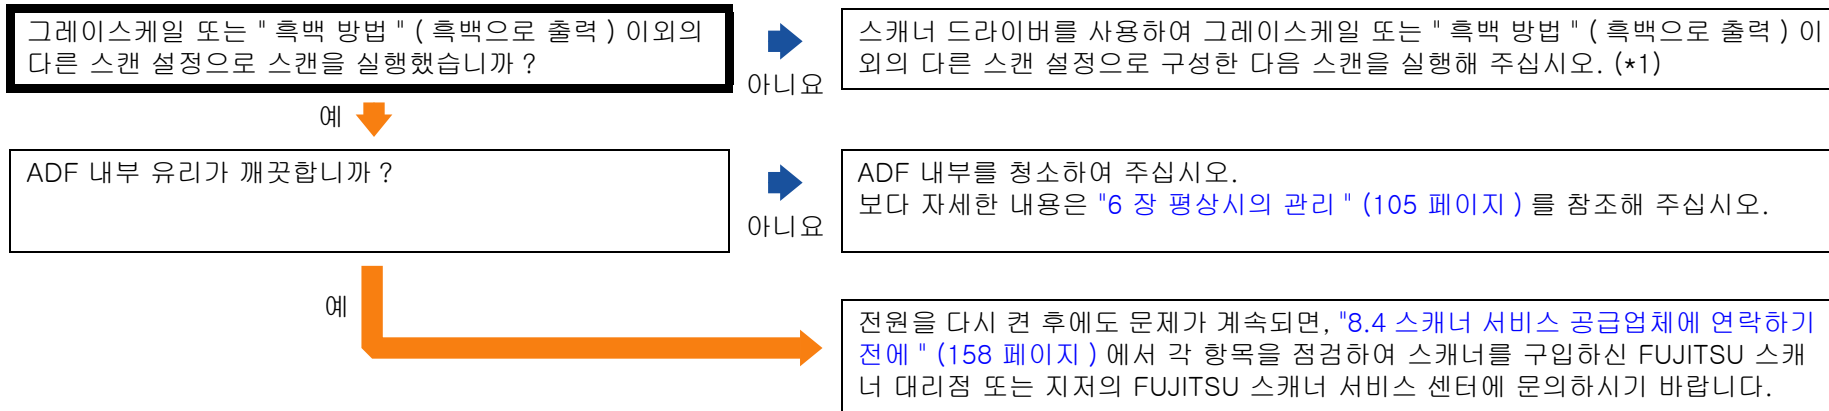 그레이스케일 또는 " 흑백 방법 " ( 흑백으로 출력 ) 이외의
다른 스캔 설정으로 스캔을 실행했습니까 ?
아니요
스캐너 드라이버를 사용하여 그레이스케일 또는 " 흑백 방법 " ( 흑백으로 출력 ) 이
외의 다른 스캔 설정으로 구성한 다음 스캔을 실행해 주십시오. (*1)
예
ADF 내부 유리가 깨끗합니까 ?
아니요
ADF 내부를 청소하여 주십시오.
보다 자세한 내용은 "6 장 평상시의 관리 " (105 페이지 ) 를 참조해 주십시오.
예
전원을 다시 켠 후에도 문제가 계속되면, "8.4 스캐너 서비스 공급업체에 연락하기
전에 " (158 페이지 ) 에서 각 항목을 점검하여 스캐너를 구입하신 FUJITSU 스캐
너 대리점 또는 지저의 FUJITSU 스캐너 서비스 센터에 문의하시기 바랍니다.